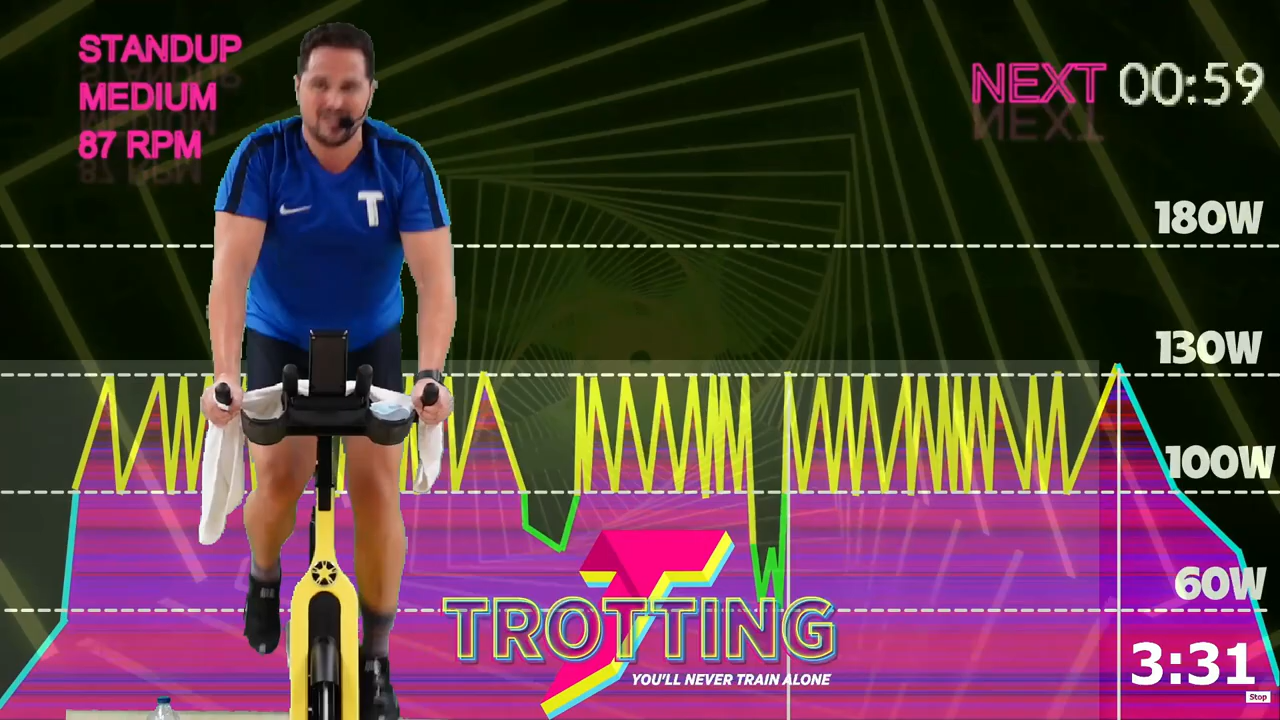 STANDUP
MEDIUM
87 RPM
NEXT 00:59
180W
130W
100W
60W
T
TROTTING
YOU'LL NEVER TRAIN ALONE
3:31
Stop